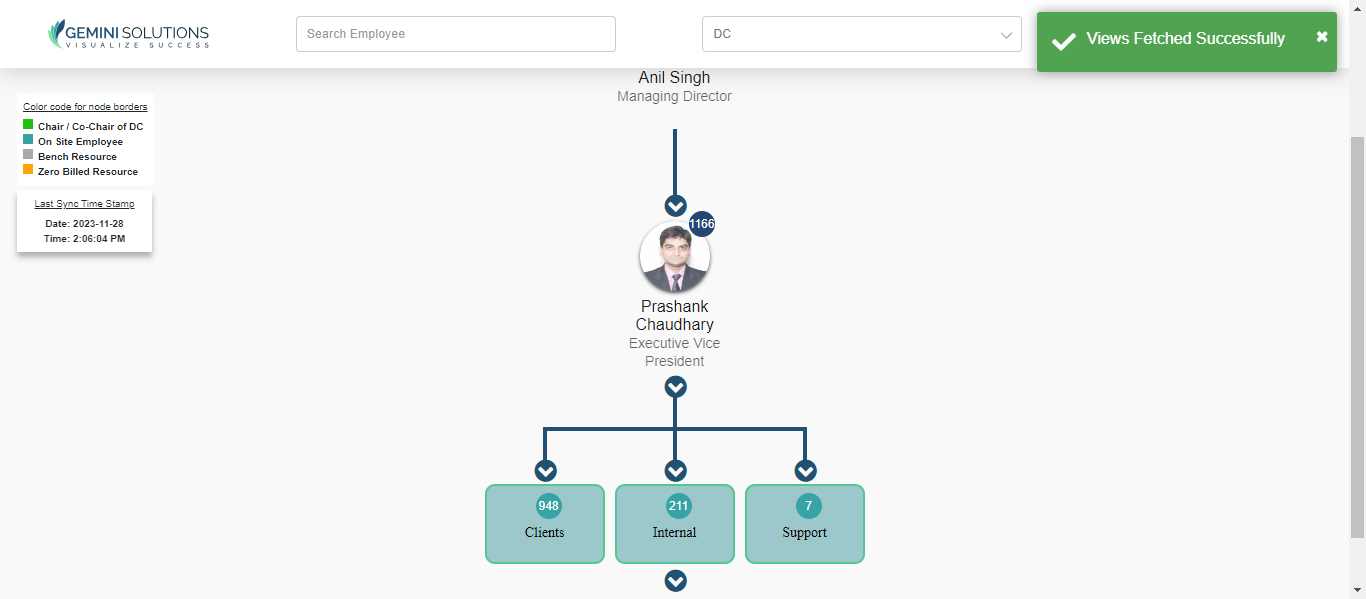 GEMINI SOLUTIONS
VISUALIZE SUCCESS
Search Employee
DC
Views Fetched Successfully
Anil Singh
Managing Director
Color code for node borders
Chair / Co-Chair of DC
On Site Employee
Bench Resource
Zero Billed Resource
Last Sync Time Stamp
Date: 2023-11-28
Time: 2:06:04 PM
1166
Prashank
Chaudhary
Executive Vice
President
948
Clients
211
Internal
7
Support